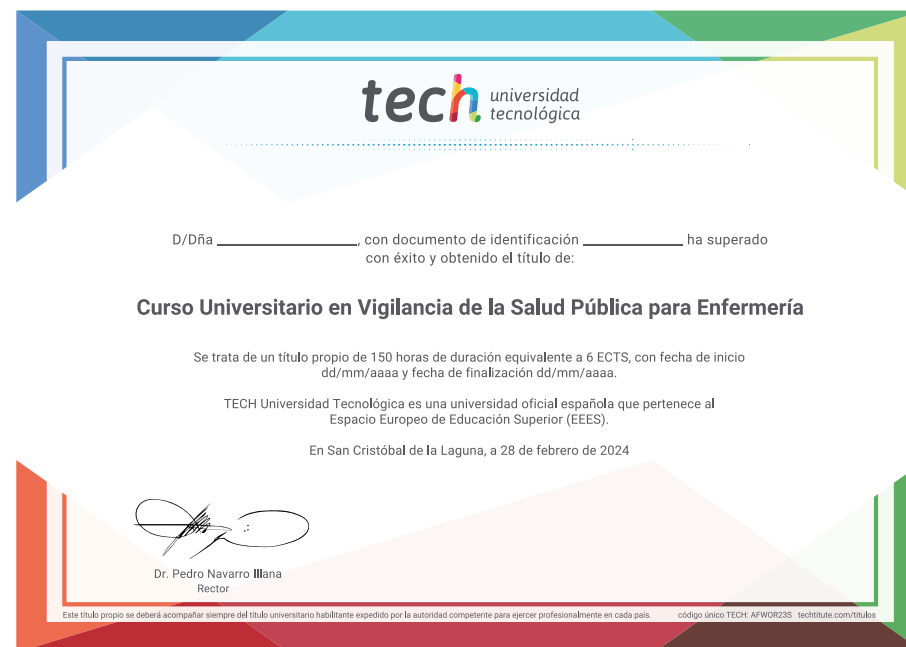 tech universidad
tecnológica
D/Dña ____________________, con documento de identificación ______________ ha superado
con éxito y obtenido el título de:
Curso Universitario en Vigilancia de la Salud Pública para Enfermería
Se trata de un título propio de 150 horas de duración equivalente a 6 ECTS, con fecha de inicio
dd/mm/aaaa y fecha de finalización dd/mm/aaaa.
TECH Universidad Tecnológica es una universidad oficial española que pertenece al
Espacio Europeo de Educación Superior (EEES).
En San Cristóbal de la Laguna, a 28 de febrero de 2024
Dr. Pedro Navarro Illana
Rector
Este título propio se deberá acompañar siempre del título universitario habilitante expedido por la autoridad competente para ejercer profesionalmente en cada país. código único TECH: AFWOR23S techtitute.com/titulos